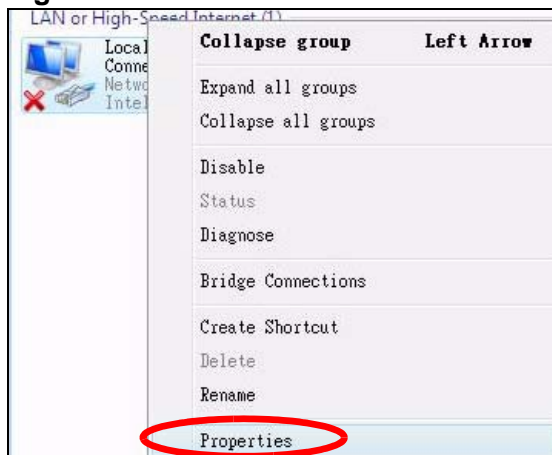 LAN or High-Speed Internet (1)
Local
Conne
Netwo
Intel
Collapse group Left Arrow
Expand all groups
Collapse all groups
Disable
Status
Diagnose
Bridge Connections
Create Shortcut
Delete
Rename
Properties